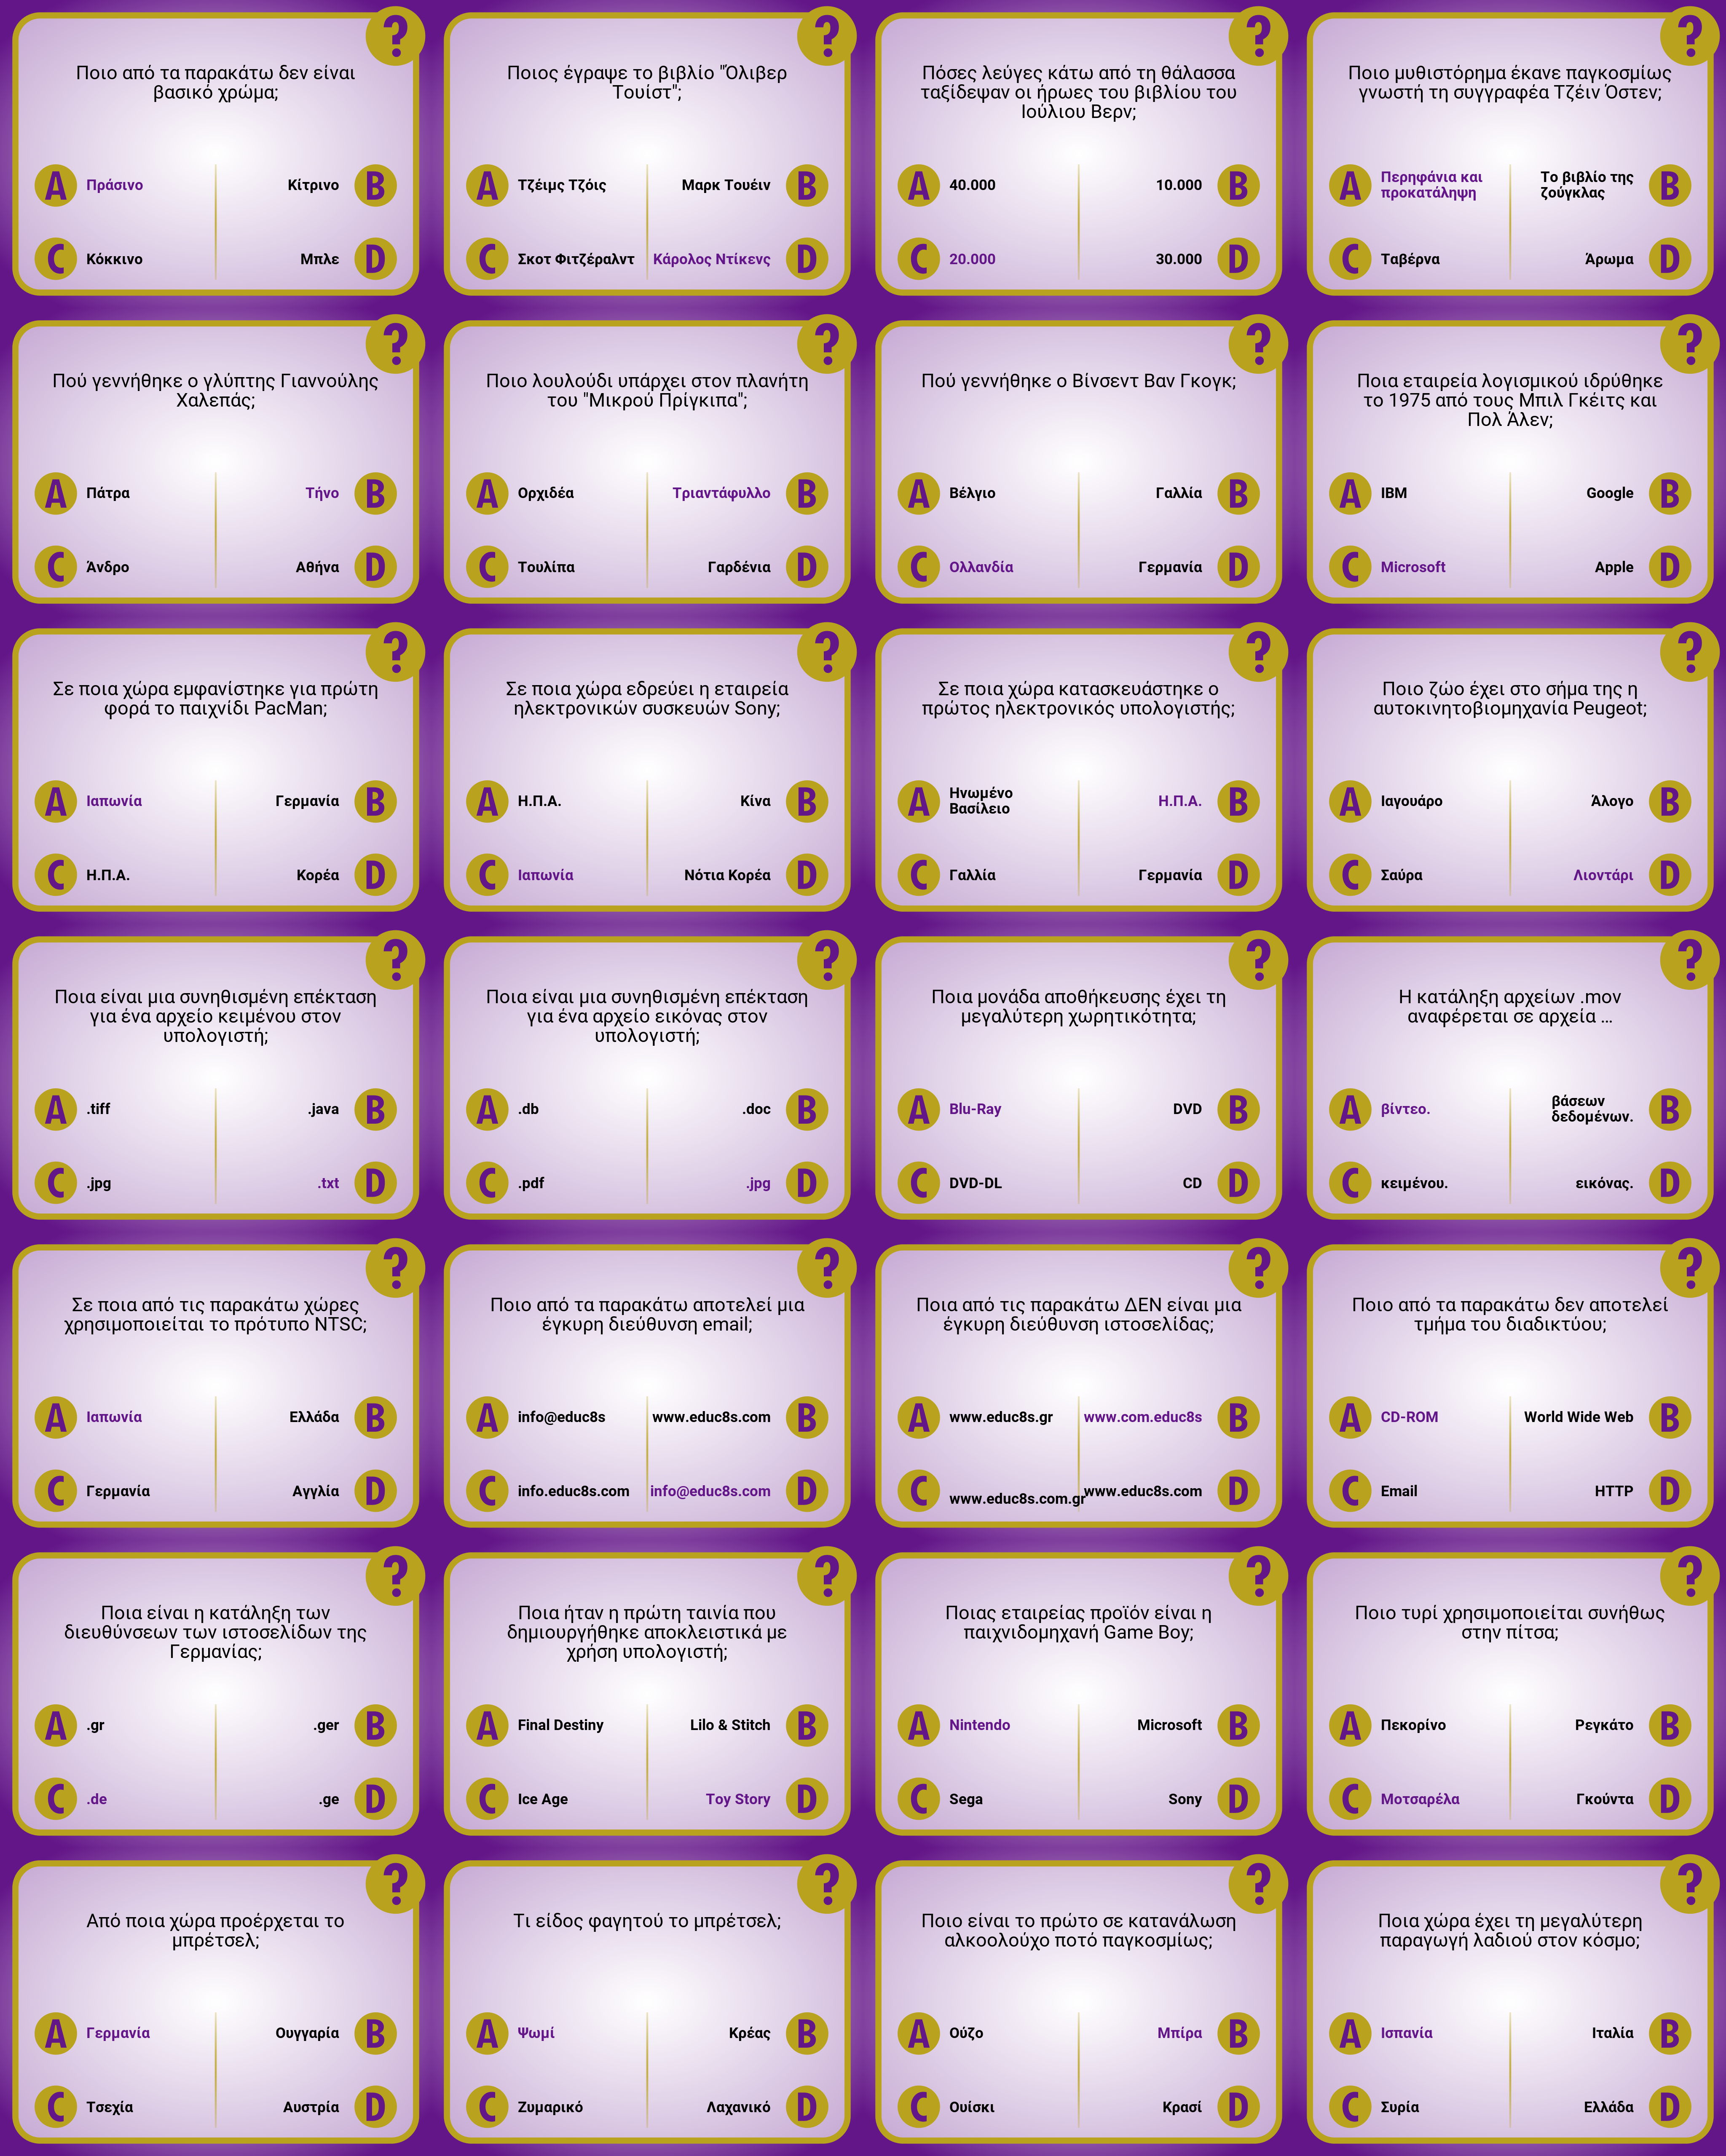 ?
Ποιο από τα παρακάτω δεν είναι
βασικό χρώμα;
A Πράσινο
Κίτρινο B
C Κόκκινο
Μπλε D
?
Ποιος έγραψε το βιβλίο "Όλιβερ
Τουίστ";
A Τζέιμς Τζόις
Μαρκ Τουέιν B
C Σκοτ Φιτζέραλντ
Κάρολος Ντίκενς D
?
Πόσες λεύγες κάτω από τη θάλασσα
ταξίδεψαν οι ήρωες του βιβλίου του
Ιούλιου Βερν;
A 40.000
10.000 B
C 20.000
30.000 D
?
Ποιο μυθιστόρημα έκανε παγκοσμίως
γνωστή τη συγγραφέα Τζέιν Όστεν;
A Περηφάνια και
προκατάληψη
Το βιβλίο της
ζούγκλας B
C Ταβέρνα
Άρωμα D
?
Πού γεννήθηκε ο γλύπτης Γιαννούλης
Χαλεπάς;
A Πάτρα
Τήνο B
C Άνδρο
Αθήνα D
?
Ποιο λουλούδι υπάρχει στον πλανήτη
του "Μικρού Πρίγκιπα";
A Ορχιδέα
Τριαντάφυλλο B
C Τουλίπα
Γαρδένια D
?
Πού γεννήθηκε ο Βίνσεντ Βαν Γκογκ;
A Βέλγιο
Γαλλία B
C Ολλανδία
Γερμανία D
?
Ποια εταιρεία λογισμικού ιδρύθηκε
το 1975 από τους Μπιλ Γκέιτς και
Πολ Άλεν;
A IBM
Google B
C Microsoft
Apple D
?
Σε ποια χώρα εμφανίστηκε για πρώτη
φορά το παιχνίδι PacMan;
A Ιαπωνία
Γερμανία B
C Η.Π.Α.
Κορέα D
?
Σε ποια χώρα εδρεύει η εταιρεία
ηλεκτρονικών συσκευών Sony;
A Η.Π.Α.
Κίνα B
C Ιαπωνία
Νότια Κορέα D
?
Σε ποια χώρα κατασκευάστηκε ο
πρώτος ηλεκτρονικός υπολογιστής;
A Ηνωμένο
Βασίλειο
Η.Π.Α. B
C Γαλλία
Γερμανία D
?
Ποιο ζώο έχει στο σήμα της η
αυτοκινητοβιομηχανία Peugeot;
A Ιαγουάρο
Άλογο B
C Σαύρα
Λιοντάρι D
?
Ποια είναι μια συνηθισμένη επέκταση
για ένα αρχείο κειμένου στον
υπολογιστή;
A .tiff
.java B
C .jpg
.txt D
?
Ποια είναι μια συνηθισμένη επέκταση
για ένα αρχείο εικόνας στον
υπολογιστή;
A .db
.doc B
C .pdf
.jpg D
?
Ποια μονάδα αποθήκευσης έχει τη
μεγαλύτερη χωρητικότητα;
A Blu-Ray
DVD B
C DVD-DL
CD D
?
Η κατάληξη αρχείων .mov
αναφέρεται σε αρχεία ...
A βίντεο.
βάσεων
δεδομένων. B
C κειμένου.
εικόνας. D
?
Σε ποια από τις παρακάτω χώρες
χρησιμοποιείται το πρότυπο NTSC;
A Ιαπωνία
Ελλάδα B
C Γερμανία
Αγγλία D
?
Ποιο από τα παρακάτω αποτελεί μια
έγκυρη διεύθυνση email;
A info@educ8s
www.educ8s.com B
C info.educ8s.com
info@educ8s.com D
?
Ποια από τις παρακάτω ΔΕΝ είναι μια
έγκυρη διεύθυνση ιστοσελίδας;
A www.educ8s.gr
www.com.educ8s B
C www.educ8s.com.gr
www.educ8s.com D
?
Ποιο από τα παρακάτω δεν αποτελεί
τμήμα του διαδικτύου;
A CD-ROM
World Wide Web B
C Email
HTTP D
?
Ποια είναι η κατάληξη των
διευθύνσεων των ιστοσελίδων της
Γερμανίας;
A .gr
.ger B
C .de
.ge D
?
Ποια ήταν η πρώτη ταινία που
δημιουργήθηκε αποκλειστικά με
χρήση υπολογιστή;
A Final Destiny
Lilo & Stitch B
C Ice Age
Toy Story D
?
Ποιας εταιρείας προϊόν είναι η
παιχνιδομηχανή Game Boy;
A Nintendo
Microsoft B
C Sega
Sony D
?
Ποιο τυρί χρησιμοποιείται συνήθως
στην πίτσα;
A Πεκορίνο
Ρεγκάτο B
C Μοτσαρέλα
Γκούντα D
?
Από ποια χώρα προέρχεται το
μπρέτσελ;
A Γερμανία
Ουγγαρία B
C Τσεχία
Αυστρία D
?
Τι είδος φαγητού το μπρέτσελ;
A Ψωμί
Κρέας B
C Ζυμαρικό
Λαχανικό D
?
Ποιο είναι το πρώτο σε κατανάλωση
αλκοολούχο ποτό παγκοσμίως;
A Ούζο
Μπίρα B
C Ουίσκι
Κρασί D
?
Ποια χώρα έχει τη μεγαλύτερη
παραγωγή λαδιού στον κόσμο;
A Ισπανία
Ιταλία B
C Συρία
Ελλάδα D